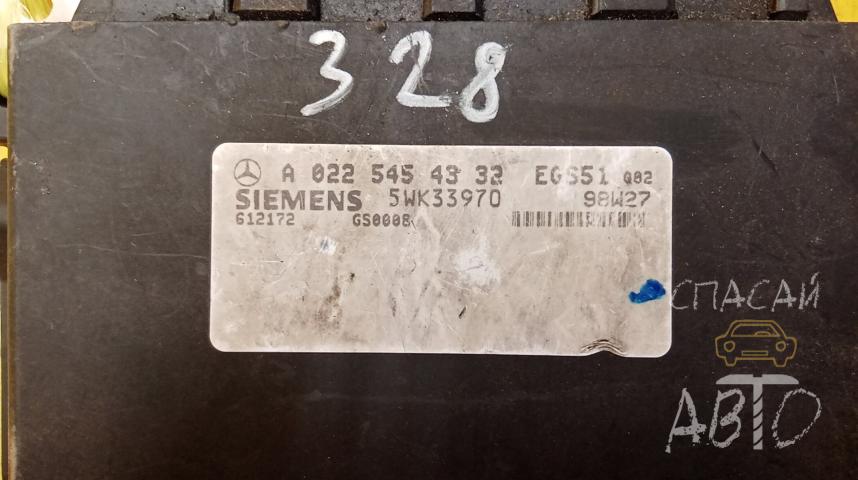 328
A 022 545 43 32 EGS51 Q02
SIEMENS 5WK33970 98W27
612172 GS0008
СПАСАЙ
АВТО